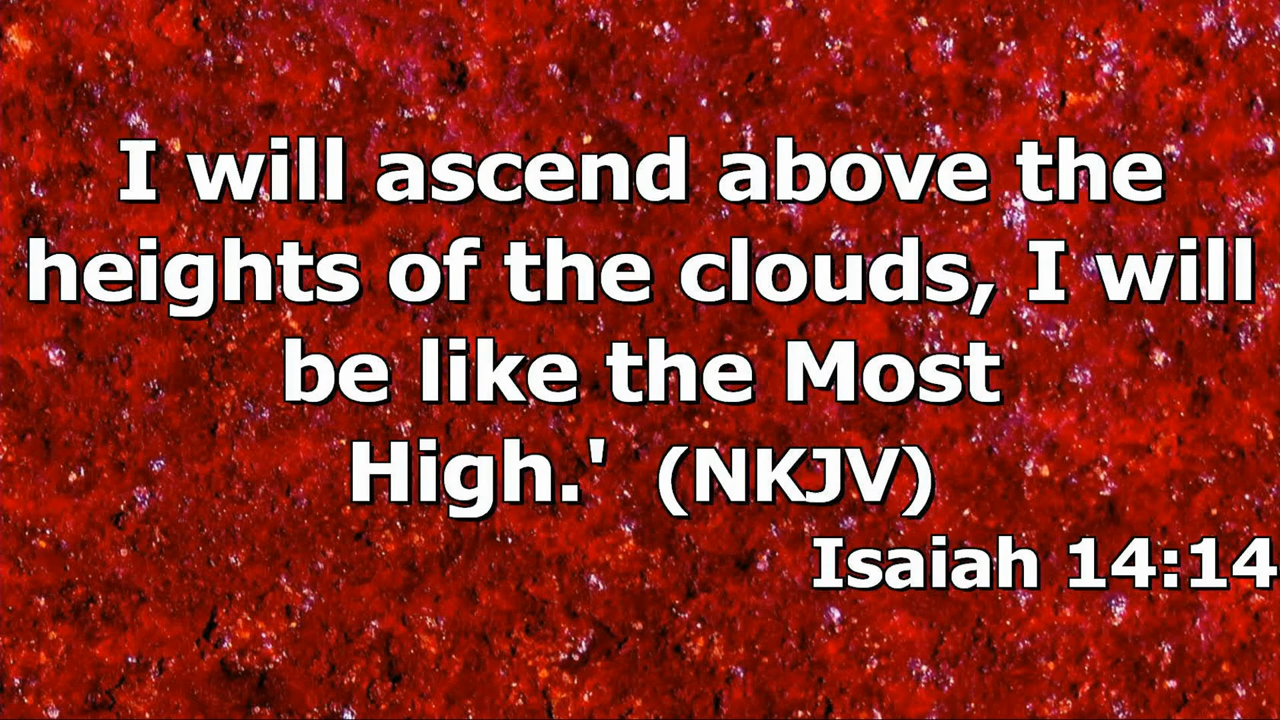 I will ascend above the
heights of the clouds, I will
be like the Most
High.'  (NKJV)
Isaiah 14:14